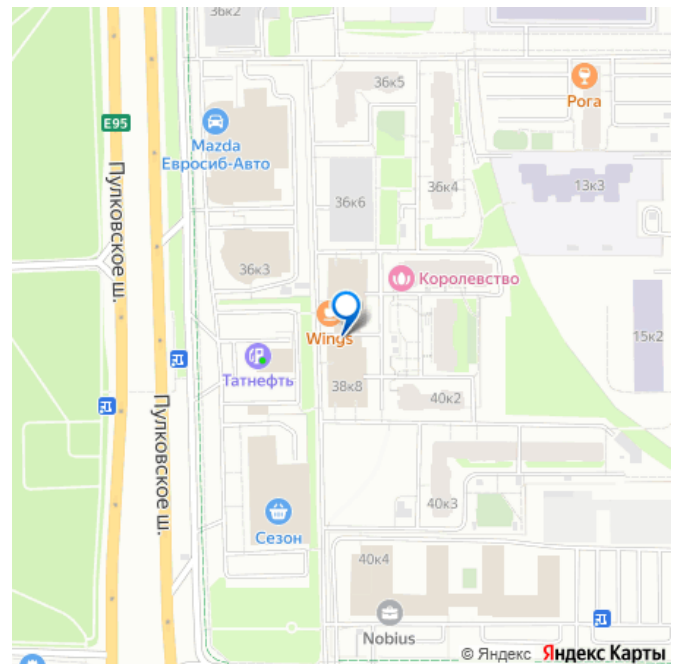 36к2
36к5
Рога
E95
Mazda
Евросиб-Авто
36к4
13к3
36к6
Пулковское ш.
36к3
Королевство
Wings
15к2
Татнефть
38к8
40к2
Пулковское ш.
40к3
Сезон
40к4
Nobius
© Яндекс Яндекс Карты